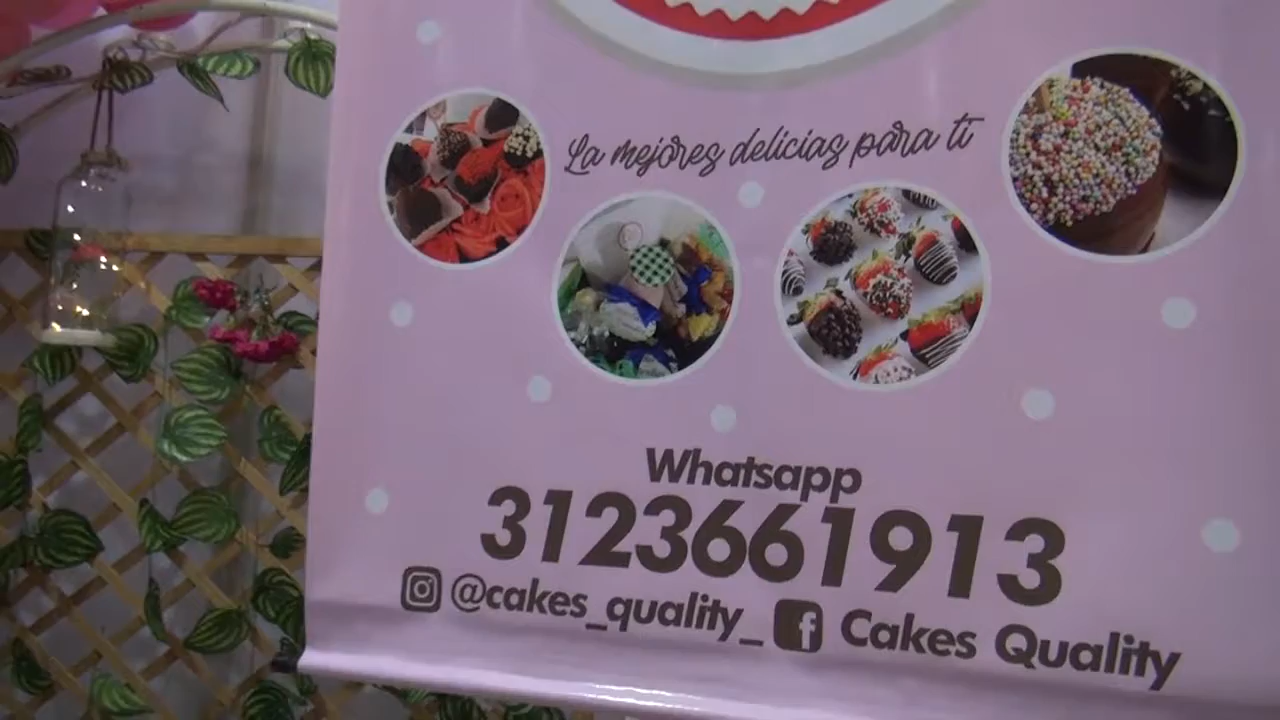 La mejores delicias para ti
Whatsapp
3123661913
@cakes_quality_ Cakes Quality